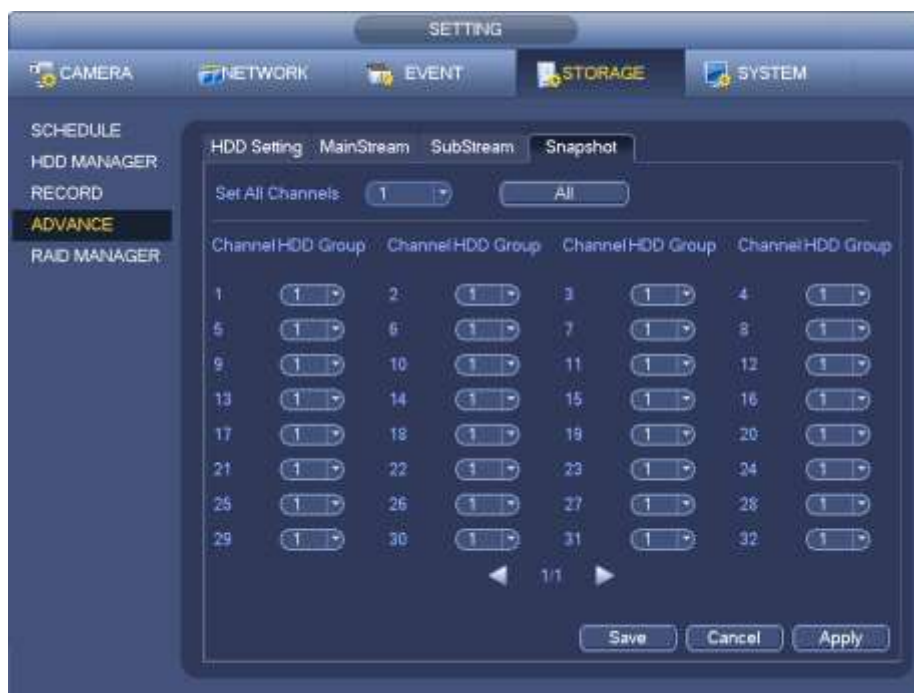 SETTING
CAMERA NETWORK EVENT STORAGE SYSTEM
SCHEDULE
HDD MANAGER
RECORD
ADVANCE
RAID MANAGER
HDD Setting MainStream SubStream Snapshot
Set All Channels 1 All
Channel HDD Group Channel HDD Group Channel HDD Group Channel HDD Group
1 1 2 1 3 1 4 1
5 1 6 1 7 1 8 1
9 1 10 1 11 1 12 1
13 1 14 1 15 1 16 1
17 1 18 1 19 1 20 1
21 1 22 1 23 1 24 1
25 1 26 1 27 1 28 1
29 1 30 1 31 1 32 1
1/1
Save Cancel Apply